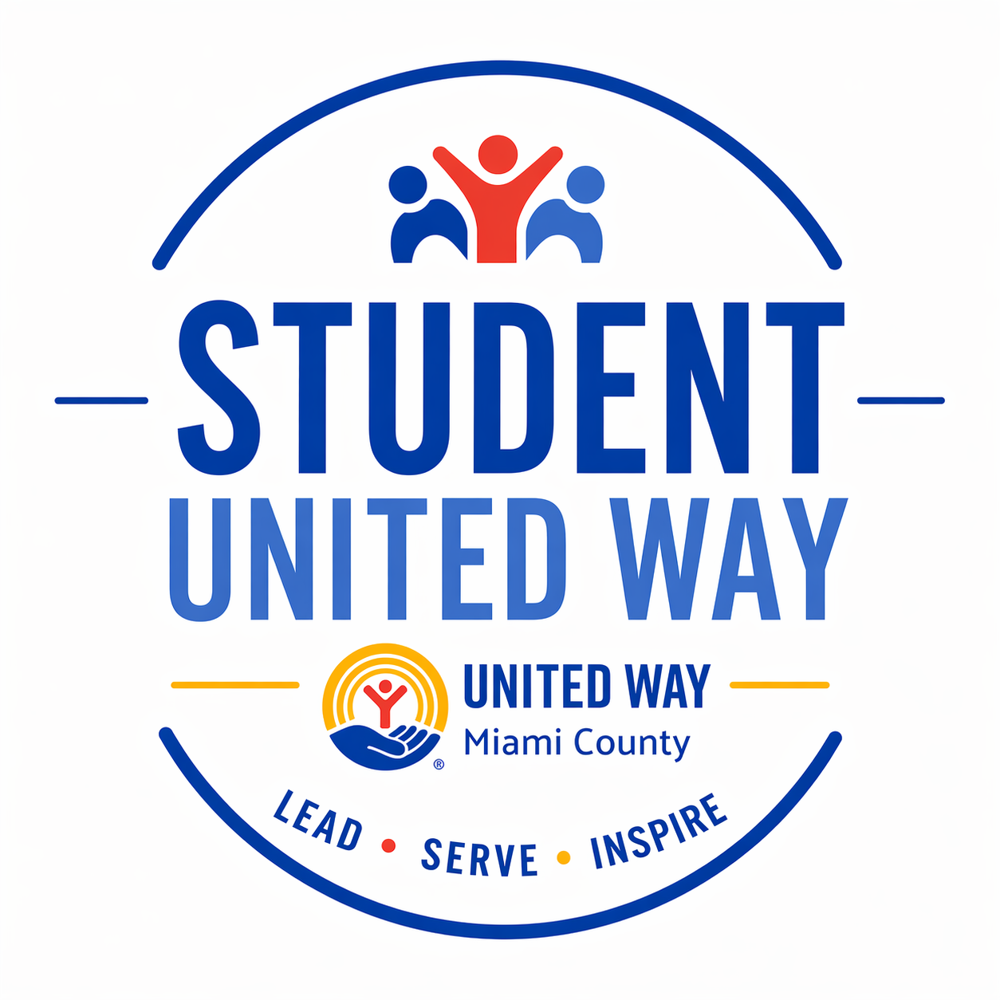 STUDENT
UNITED WAY
UNITED WAY
Miami County
®
LEAD • SERVE • INSPIRE